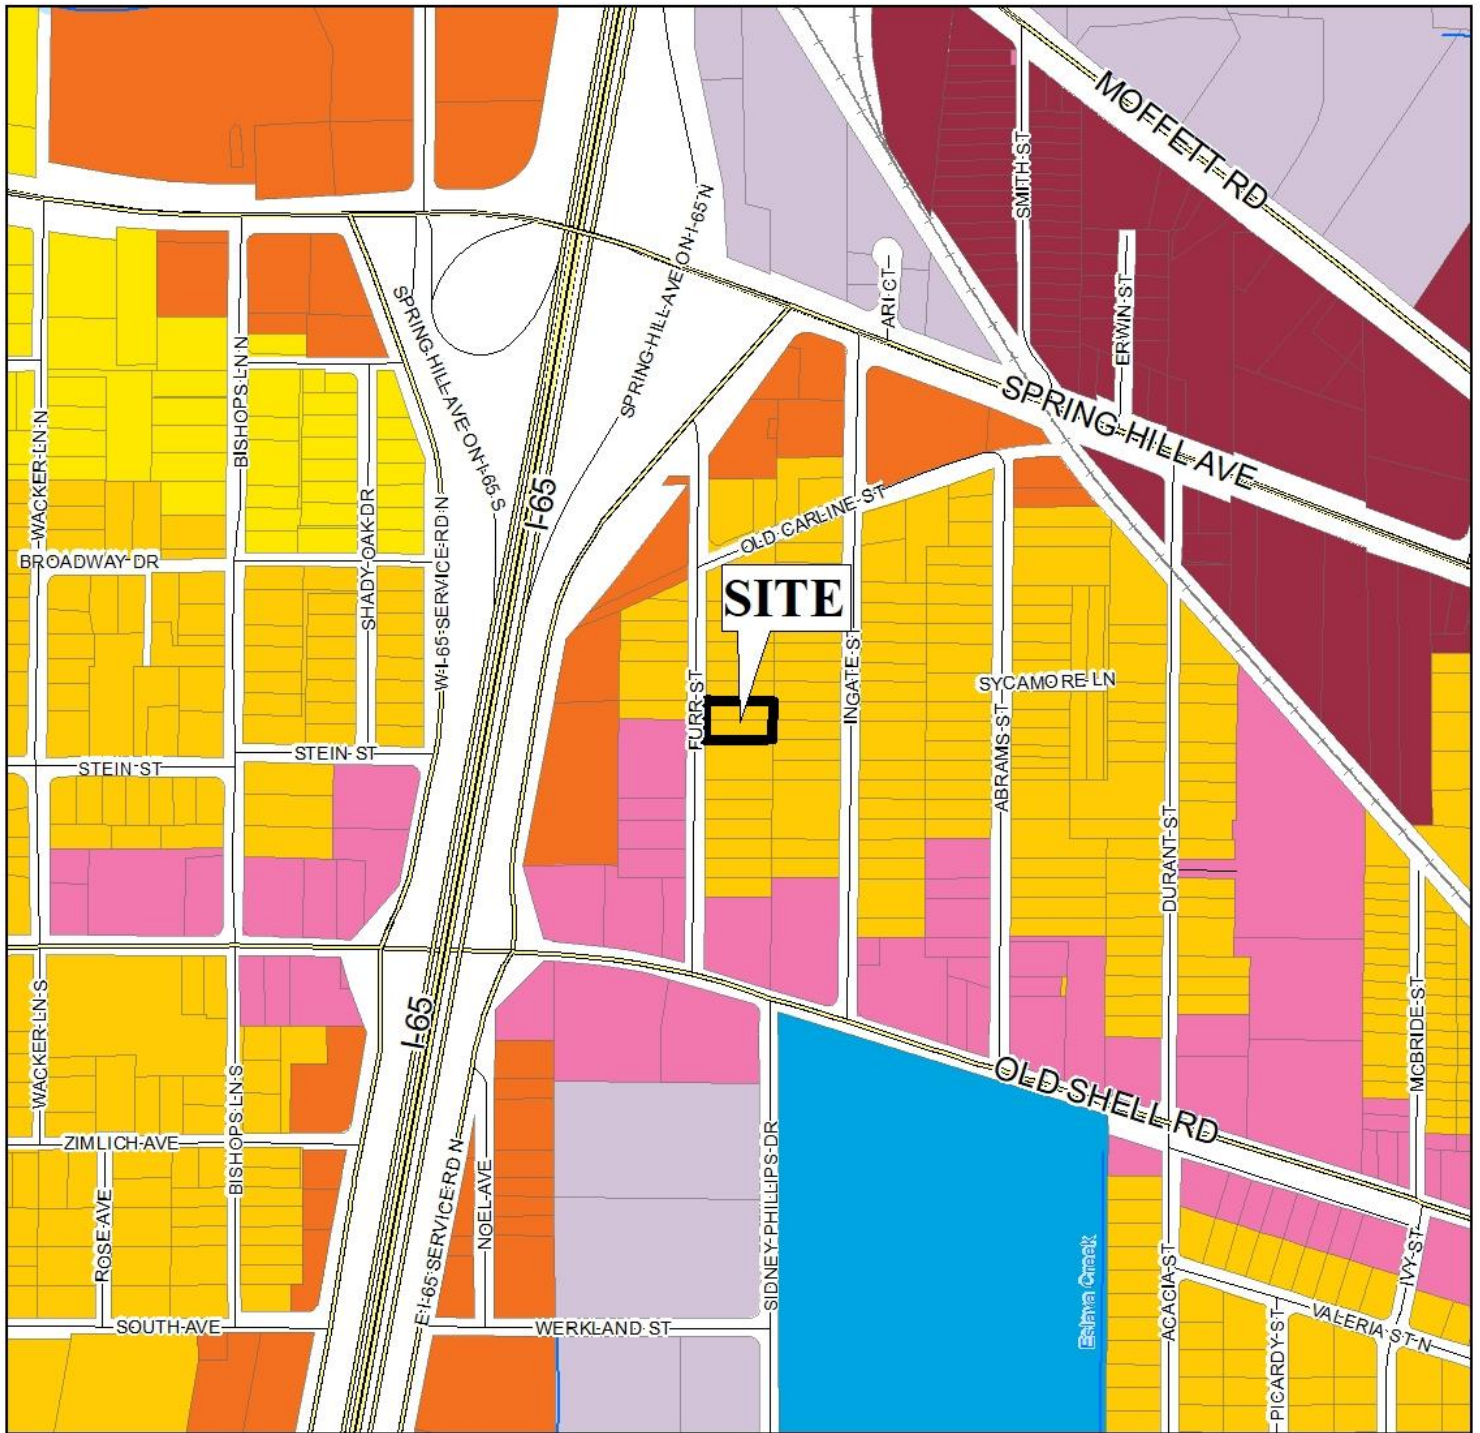 MOFFETT RD
SMITH ST
SPRING HILL AVE ON I-65 N
ARI CT
ERWIN ST
SPRING HILL AVE ON I-65 S
BISHOPS LN N
WACKER LN N
SPRING HILL AVE
I-65
W I-65 SERVICE RD N
SHADY OAK DR
OLD CARLINE ST
BROADWAY DR
SITE
INGATE ST
FURR ST
SYCAMORE LN
ABRAMS ST
STEIN ST
STEIN ST
DURANT ST
I-65
WACKER LN S
BISHOPS LN S
MCBRIDE ST
OLD SHELL RD
ZIMLICH AVE
ROSE AVE
E I-65 SERVICE RD N
NOEL AVE
SIDNEY PHILLIPS DR
Eslava Creek
ACACIA ST
IVY ST
SOUTH AVE
WERKLAND ST
PICARDY ST
VALERIA ST N